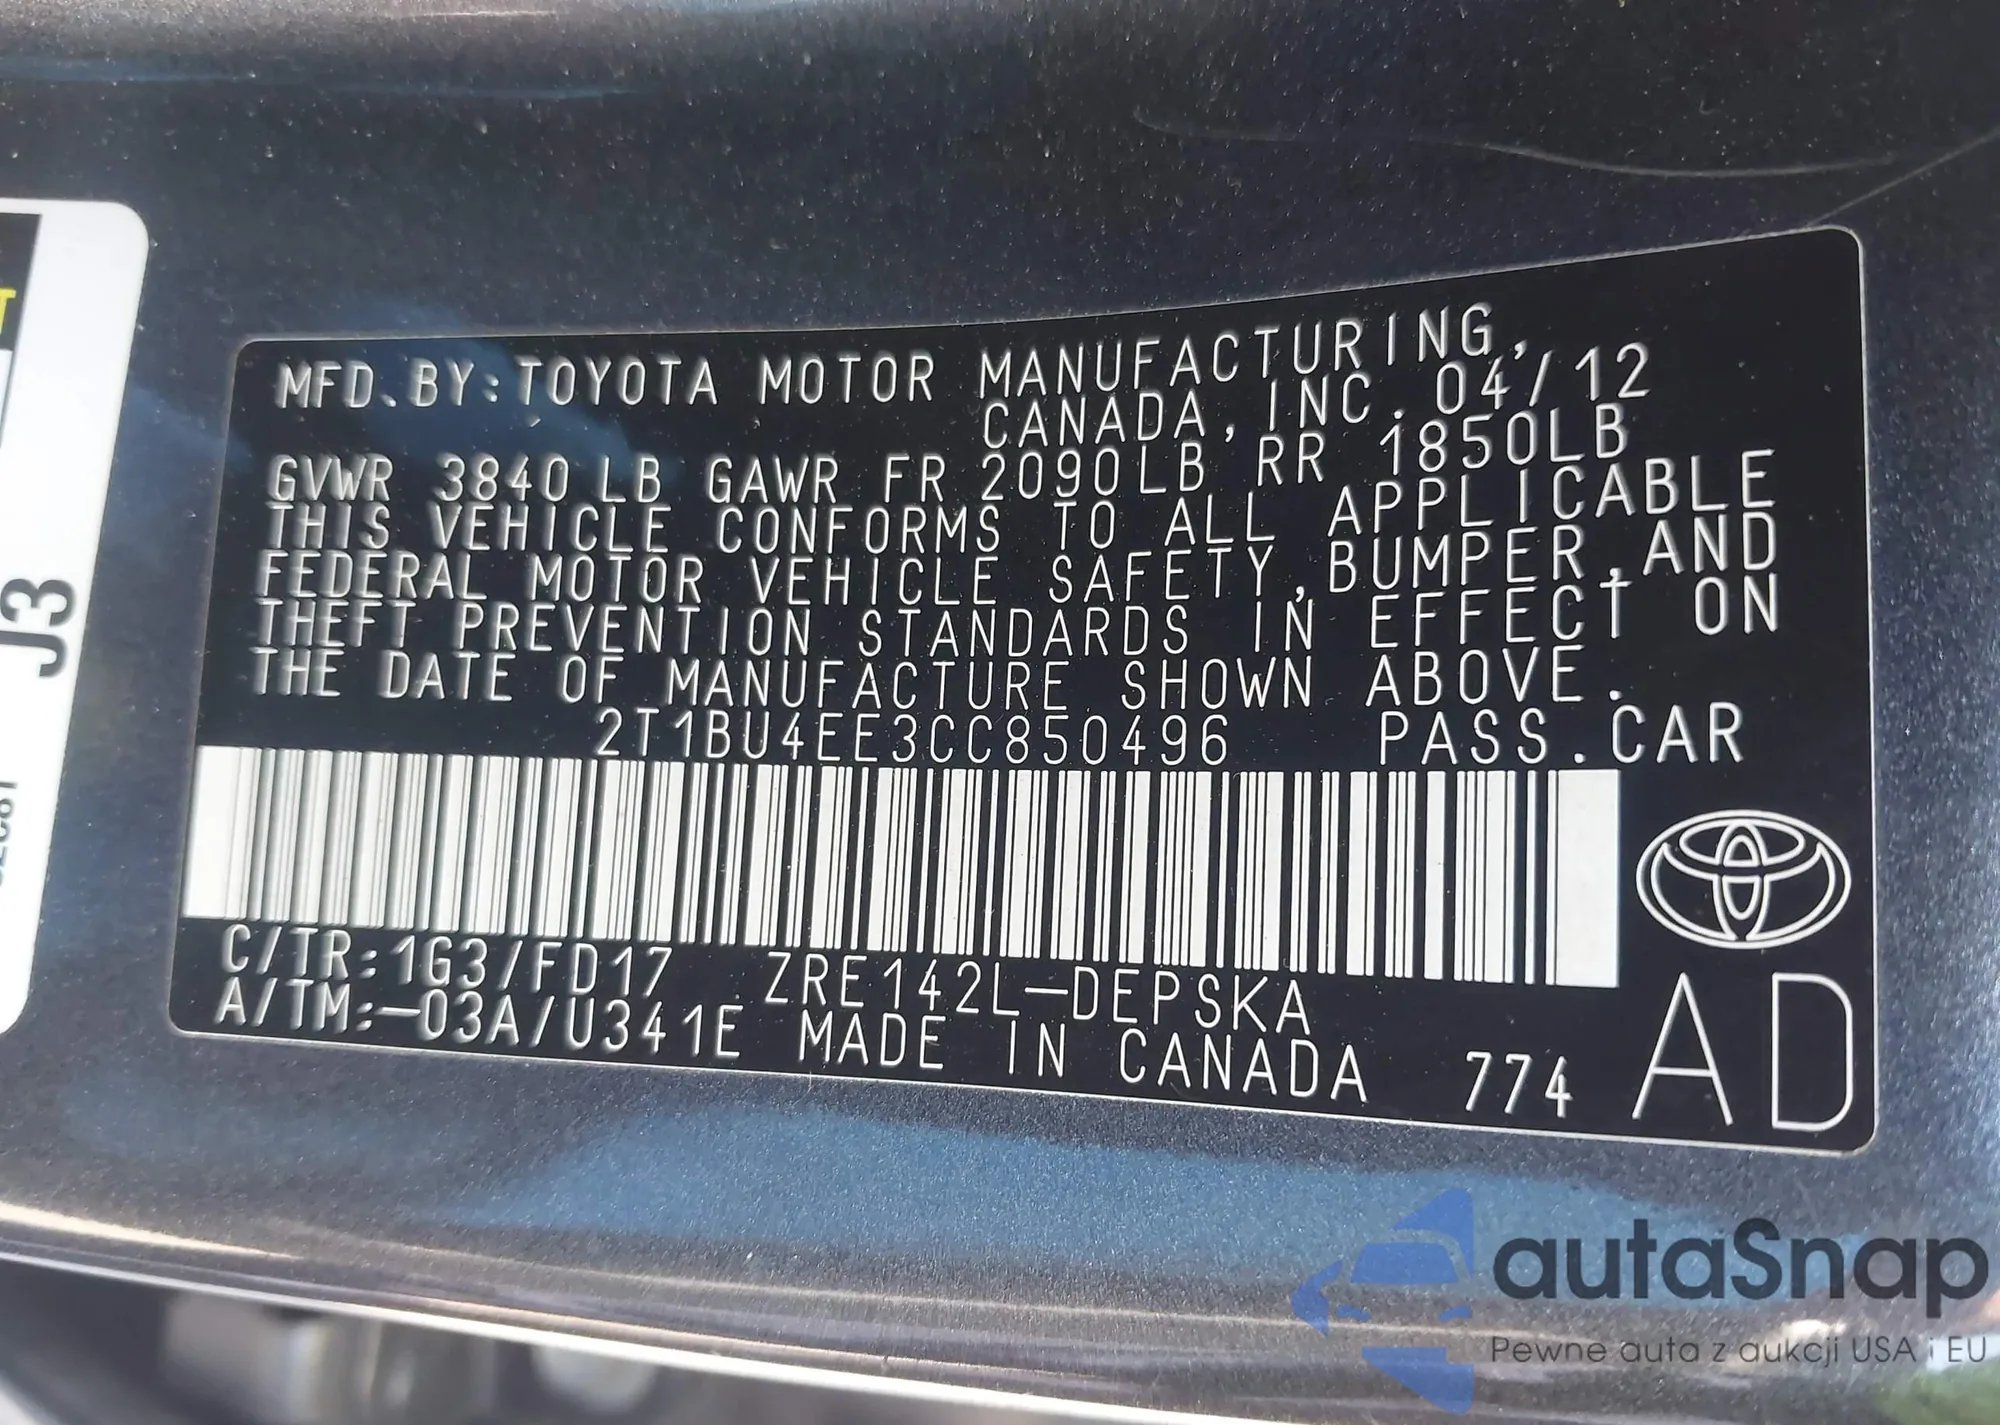 MFD.BY:TOYOTA MOTOR MANUFACTURING,
CANADA,INC. 04/12
GVWR 3840LB GAWR FR 2090LB RR 1850LB
THIS VEHICLE CONFORMS TO ALL APPLICABLE
FEDERAL MOTOR VEHICLE SAFETY,BUMPER,AND
THEFT PREVENTION STANDARDS IN EFFECT ON
THE DATE OF MANUFACTURE SHOWN ABOVE.
2T1BU4EE3CC850496 PASS.CAR
C/TR:1G3/FD17 ZRE142L-DEPSKA
A/TM:-03A/U341E MADE IN CANADA 774 AD
J3
autaSnap
Pewne auta z aukcji USA i EU